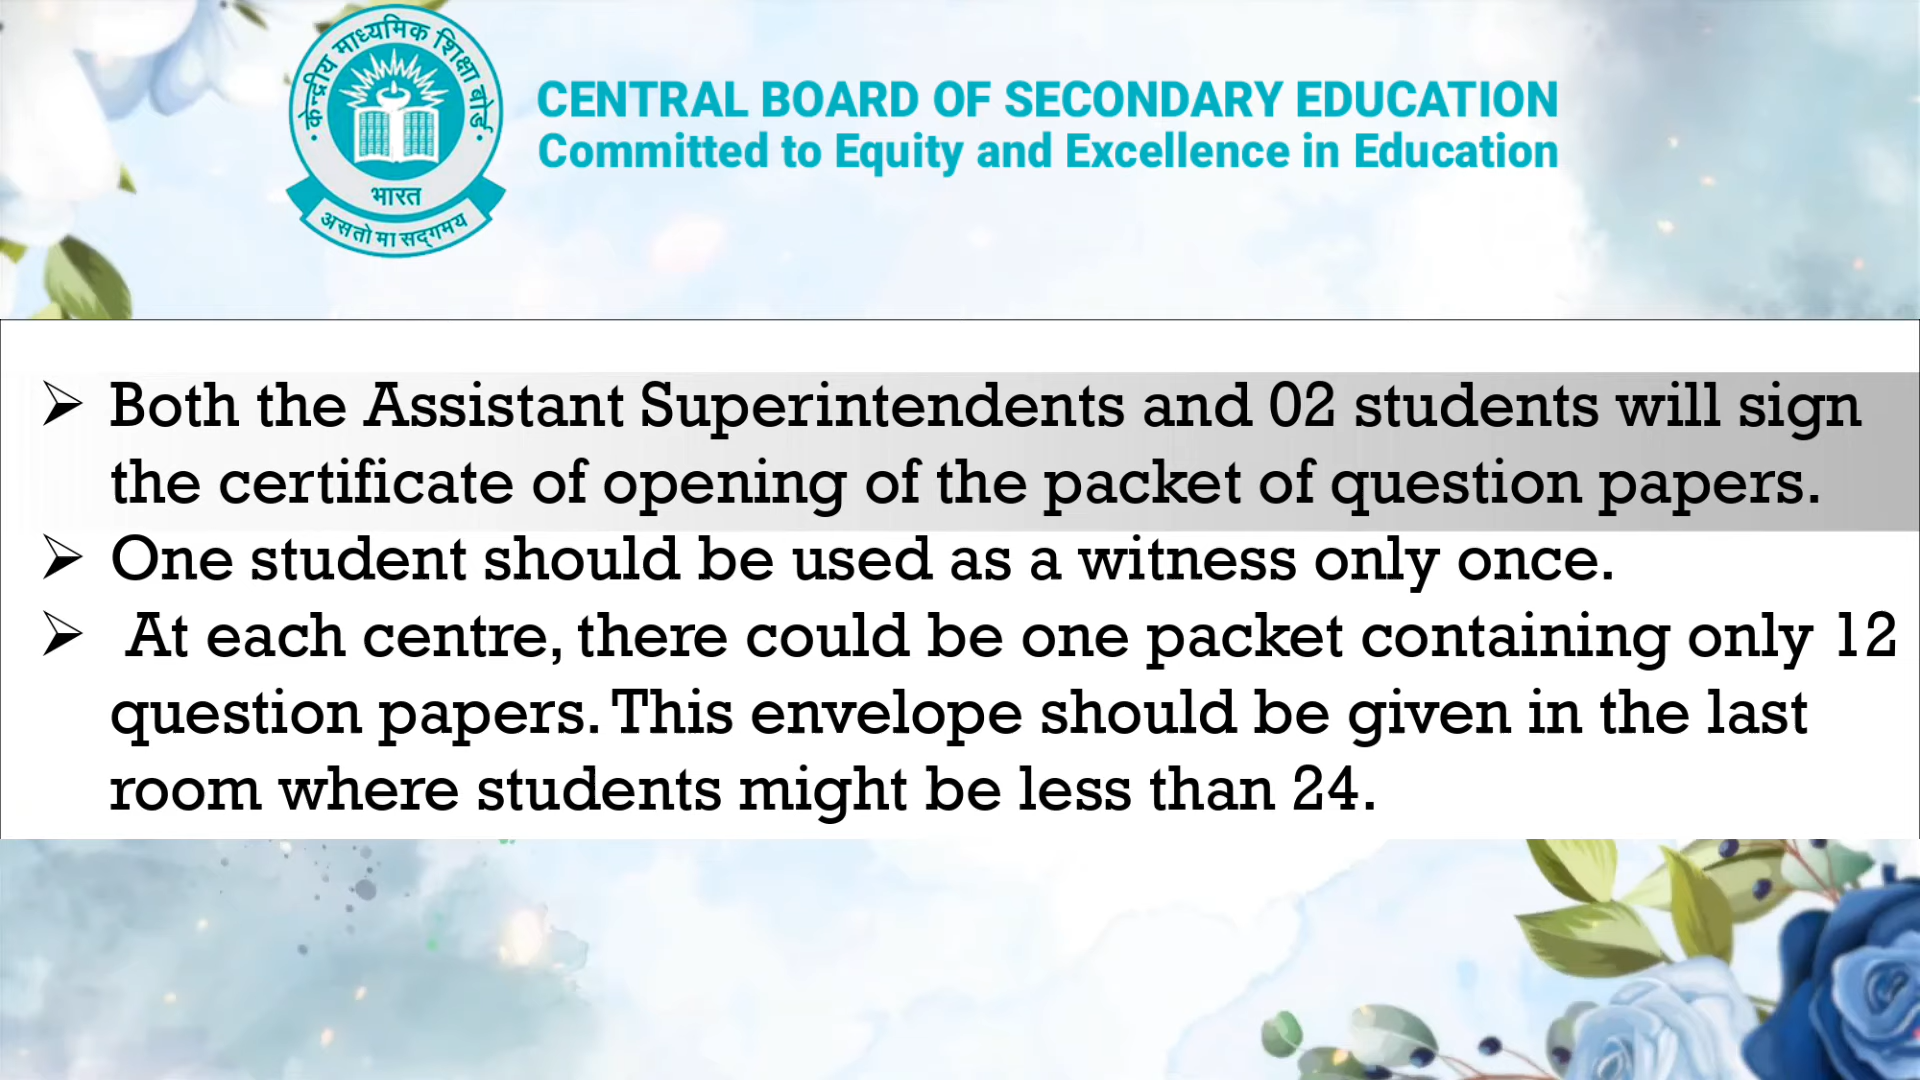 केन्द्रीय माध्यमिक शिक्षा बोर्ड
भारत
असतो मा सद्गमय
CENTRAL BOARD OF SECONDARY EDUCATION
Committed to Equity and Excellence in Education
➢ Both the Assistant Superintendents and 02 students will sign
the certificate of opening of the packet of question papers.
➢ One student should be used as a witness only once.
➢ At each centre, there could be one packet containing only 12
question papers. This envelope should be given in the last
room where students might be less than 24.